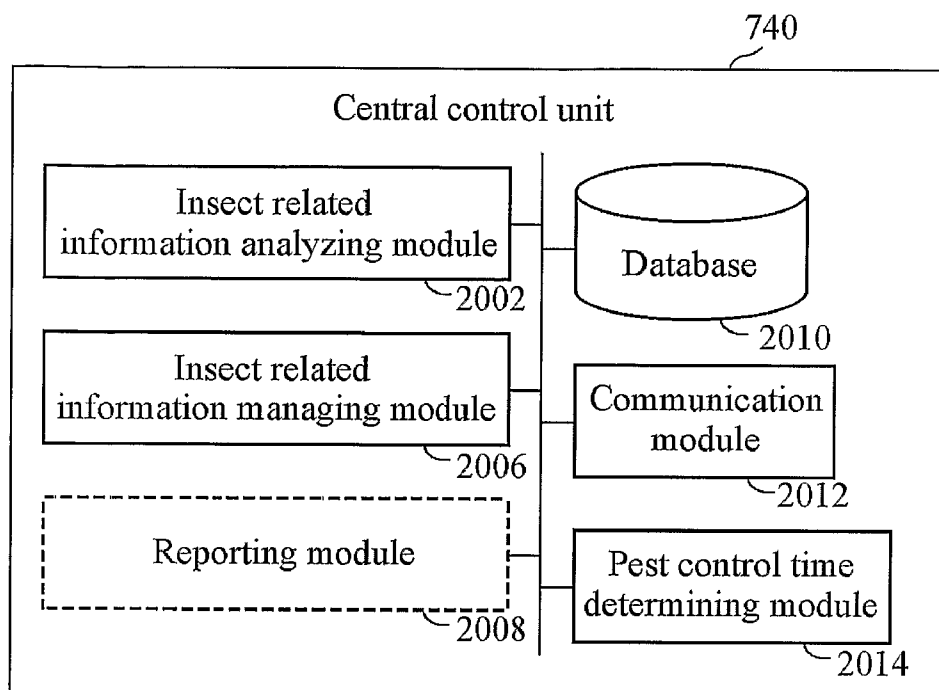 740
Central control unit
Insect related
information analyzing module
2002
Database
2010
Insect related
information managing module
2006
Communication
module
2012
Reporting module
2008
Pest control time
determining module
2014